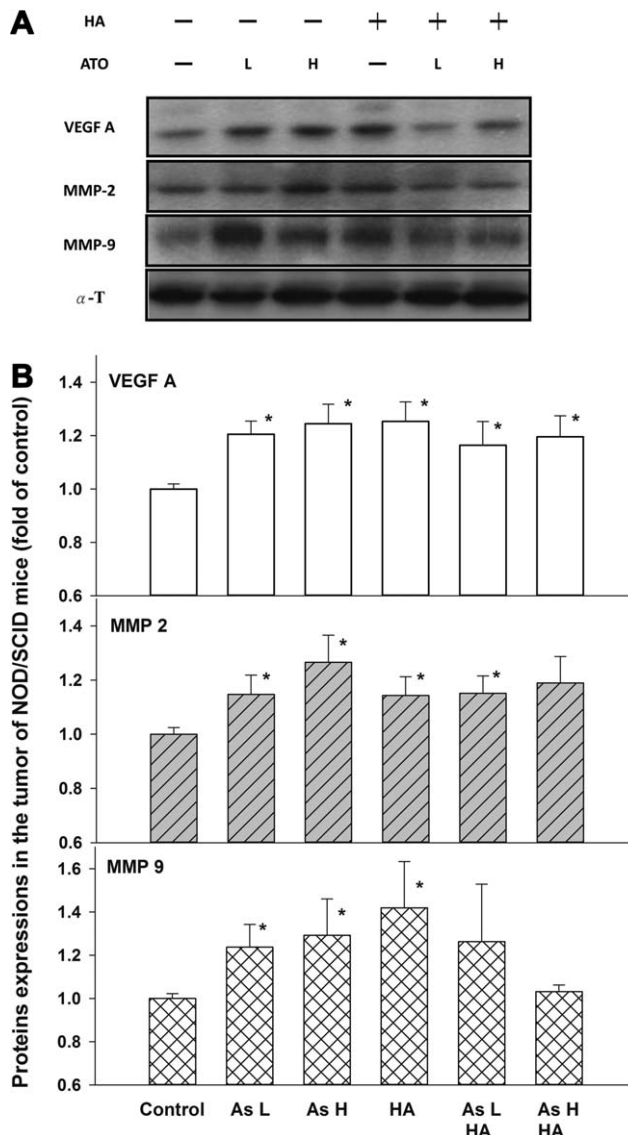 A
HA − − − + + +
ATO − L H − L H
VEGF A
MMP-2
MMP-9
α-T
B
Proteins expressions in the tumor of NOD/SCID mice (fold of control)
VEGF A
1.4
1.2
1.0
0.8
0.6
* * * * *
MMP 2
1.4
1.2
1.0
0.8
0.6
* * * *
MMP 9
1.6
1.4
1.2
1.0
0.8
0.6
* * *
Control As L As H HA As L As H
HA HA